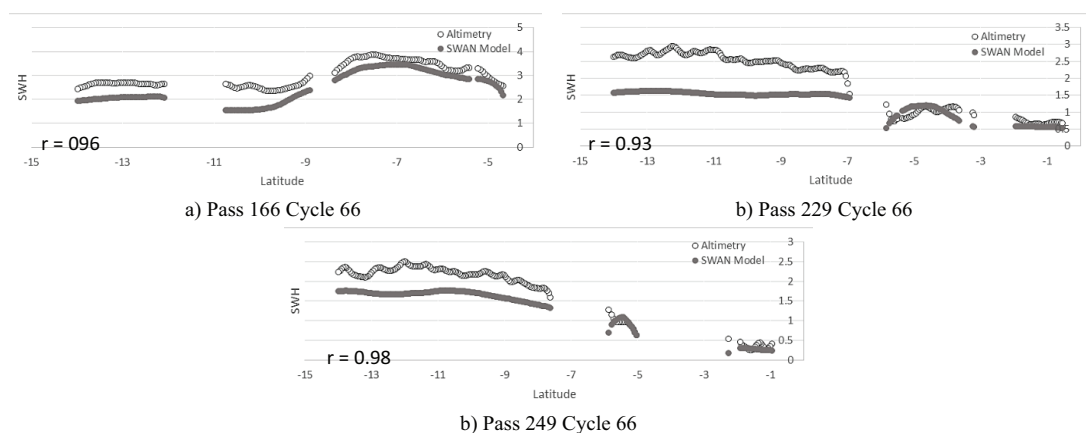 Altimetry
SWAN Model
SWH
5
4
3
2
1
0
r = 096
-15 -13 -11 -9 -7 -5
Latitude
a) Pass 166 Cycle 66
Altimetry
SWAN Model
SWH
3.5
3
2.5
2
1.5
1
0.5
0
r = 0.93
-15 -13 -11 -9 -7 -5 -3 -1
Latitude
b) Pass 229 Cycle 66
Altimetry
SWAN Model
SWH
3
2.5
2
1.5
1
0.5
0
r = 0.98
-15 -13 -11 -9 -7 -5 -3 -1
Latitude
b) Pass 249 Cycle 66